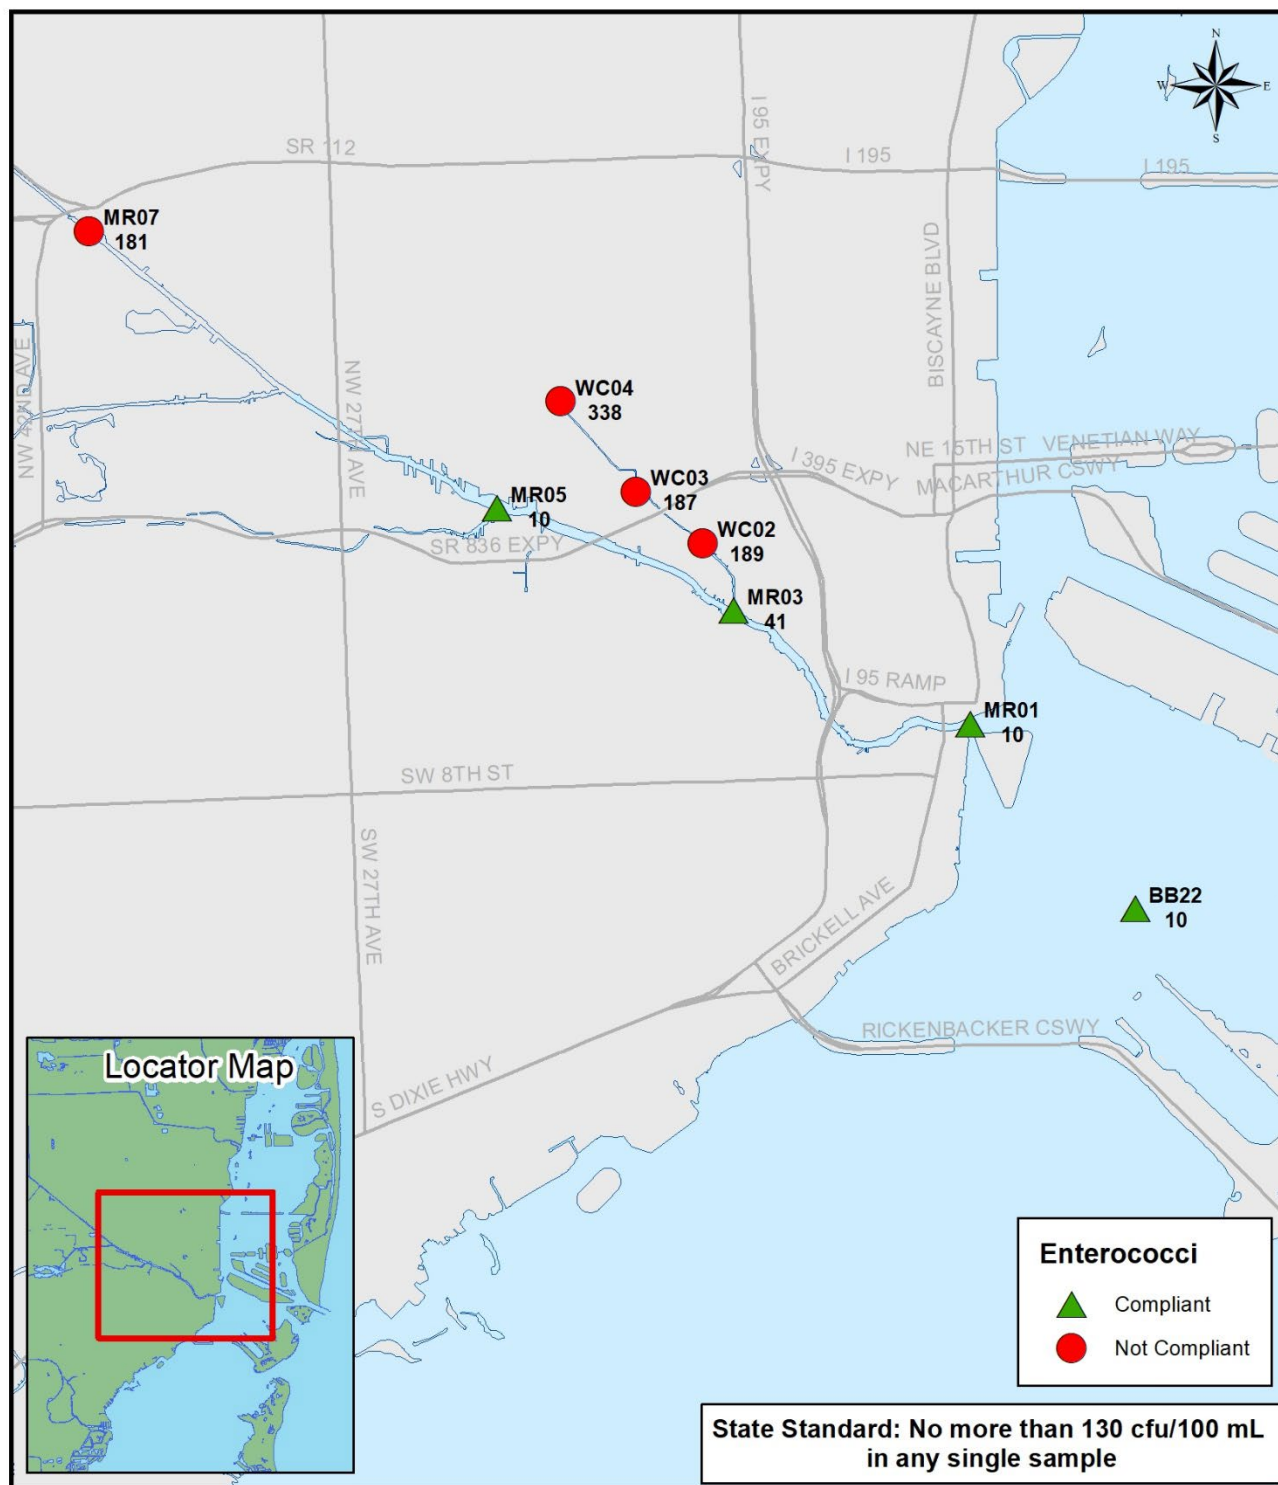 N
W E
S
SR 112
I 95 EXPY
I 195
I 195
MR07
181
BISCAYNE BLVD
NW 42ND AVE
NW 27TH AVE
WC04
338
NE 15TH ST VENETIAN WAY
I 395 EXPY
MACARTHUR CSWY
WC03
187
MR05
10
WC02
189
SR 836 EXPY
MR03
41
I 95 RAMP
MR01
10
SW 8TH ST
SW 27TH AVE
BRICKELL AVE
BB22
10
RICKENBACKER CSWY
S DIXIE HWY
Locator Map
Enterococci
Compliant
Not Compliant
State Standard: No more than 130 cfu/100 mL
in any single sample